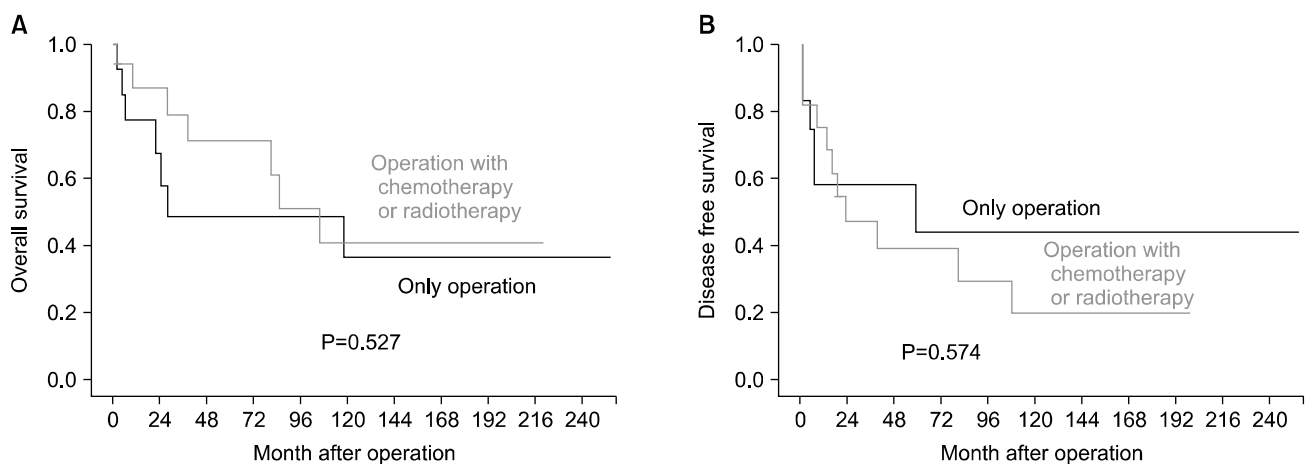 A
1.0
0.8
0.6
0.4
0.2
0.0
Overall survival
Operation with
chemotherapy
or radiotherapy
Only operation
P=0.527
0 24 48 72 96 120 144 168 192 216 240
Month after operation
B
1.0
0.8
0.6
0.4
0.2
0.0
Disease free survival
Only operation
Operation with
chemotherapy
or radiotherapy
P=0.574
0 24 72 96 120 144 168 192 216 240
Month after operation